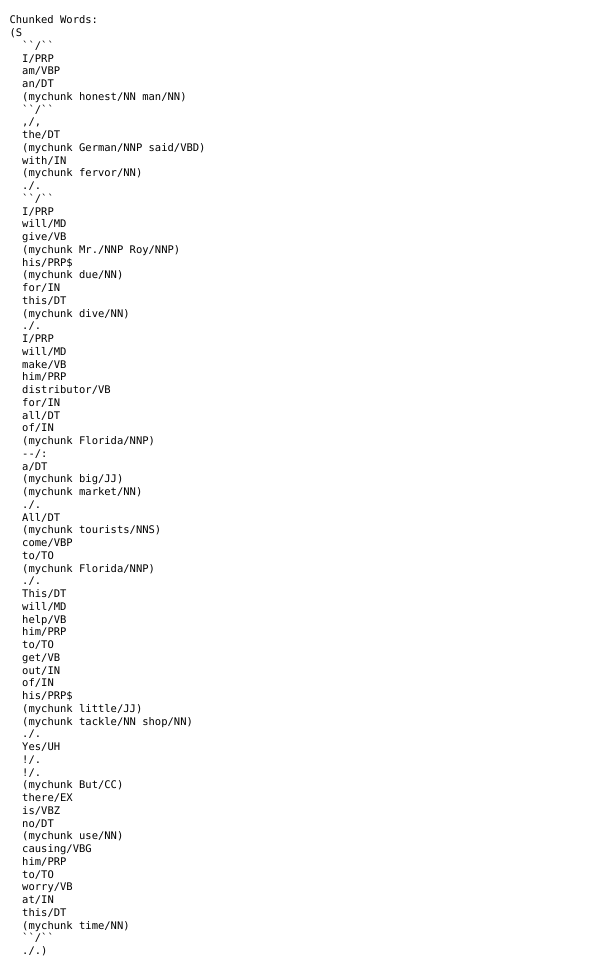 Chunked Words:
(S
  ``/``
  I/PRP
  am/VBP
  an/DT
  (mychunk honest/NN man/NN)
  ``/``
  ,/,
  the/DT
  (mychunk German/NNP said/VBD)
  with/IN
  (mychunk fervor/NN)
  ./.
  ``/``
  I/PRP
  will/MD
  give/VB
  (mychunk Mr./NNP Roy/NNP)
  his/PRP$
  (mychunk due/NN)
  for/IN
  this/DT
  (mychunk dive/NN)
  ./.
  I/PRP
  will/MD
  make/VB
  him/PRP
  distributor/VB
  for/IN
  all/DT
  of/IN
  (mychunk Florida/NNP)
  --/:
  a/DT
  (mychunk big/JJ)
  (mychunk market/NN)
  ./.
  All/DT
  (mychunk tourists/NNS)
  come/VBP
  to/TO
  (mychunk Florida/NNP)
  ./.
  This/DT
  will/MD
  help/VB
  him/PRP
  to/TO
  get/VB
  out/IN
  of/IN
  his/PRP$
  (mychunk little/JJ)
  (mychunk tackle/NN shop/NN)
  ./.
  Yes/UH
  !/.
  !/.
  (mychunk But/CC)
  there/EX
  is/VBZ
  no/DT
  (mychunk use/NN)
  causing/VBG
  him/PRP
  to/TO
  worry/VB
  at/IN
  this/DT
  (mychunk time/NN)
  ``/``
  ./.)